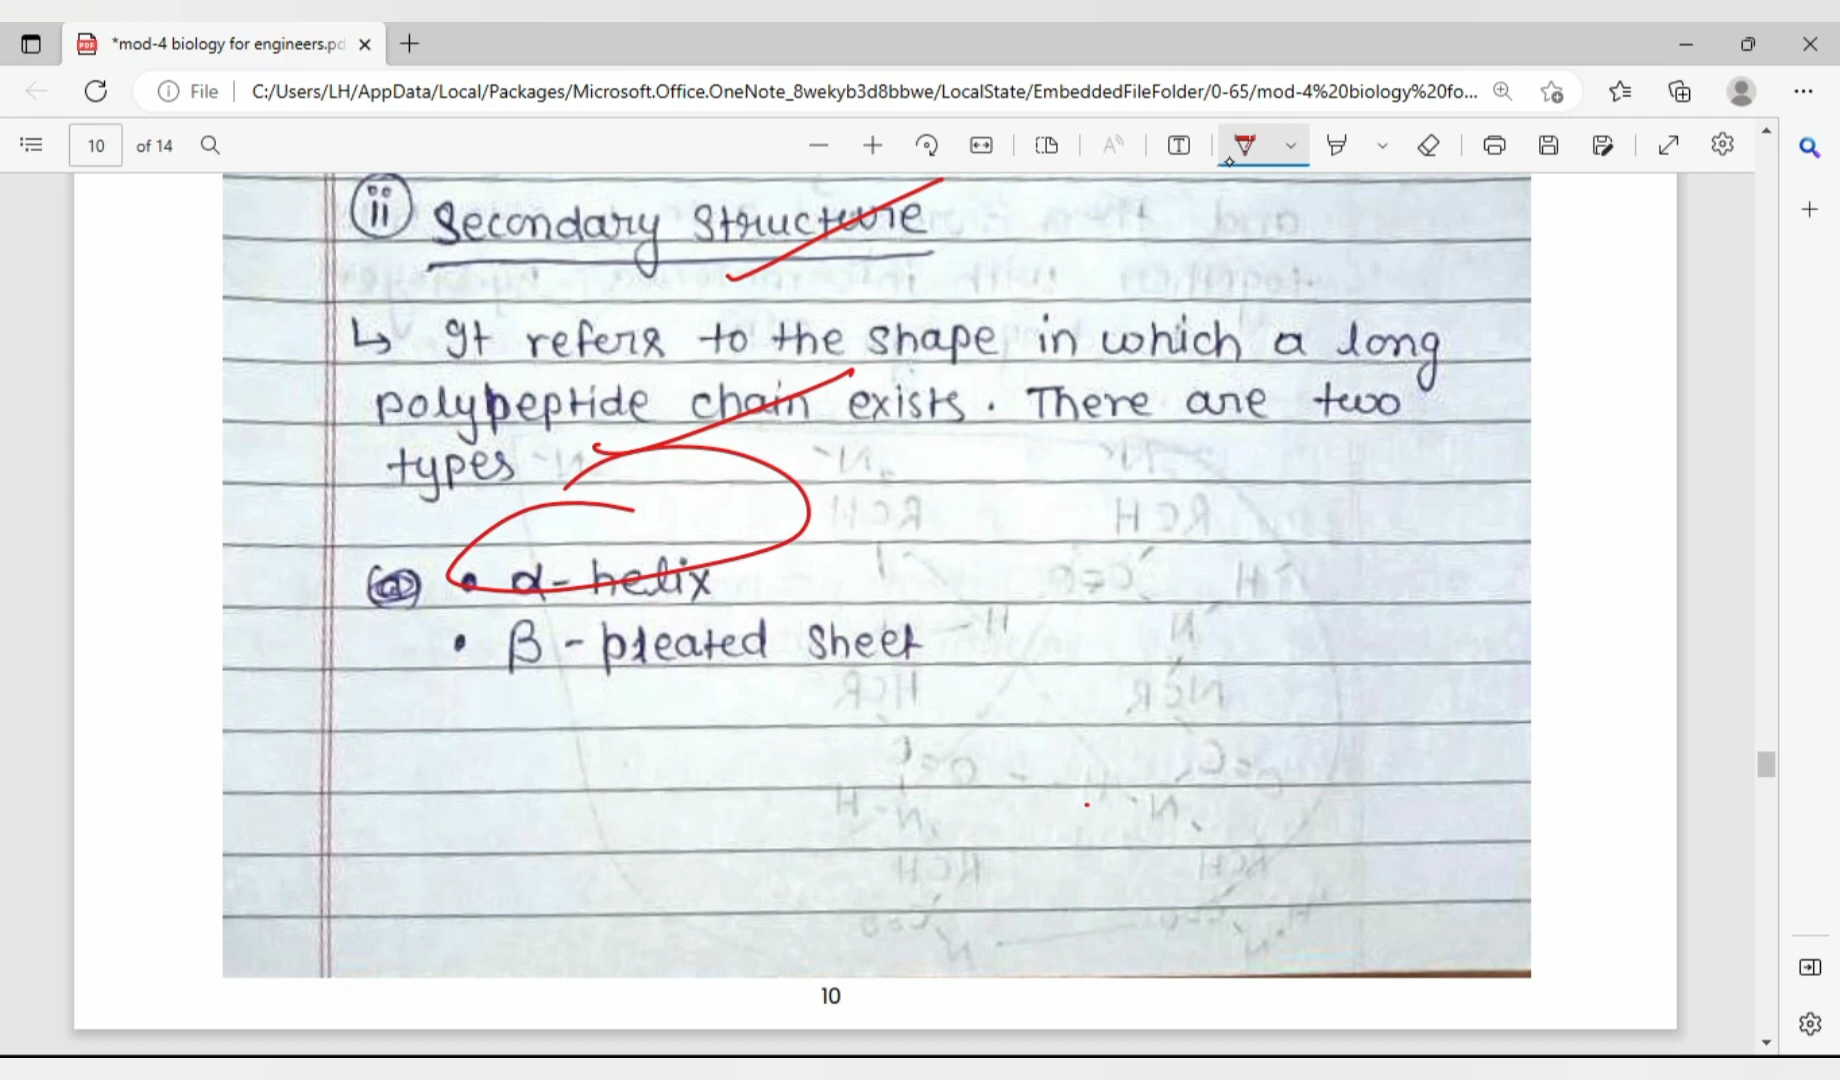 *mod-4 biology for engineers.pd
File
C:/Users/LH/AppData/Local/Packages/Microsoft.Office.OneNote_8wekyb3d8bbwe/LocalState/EmbeddedFileFolder/0-65/mod-4%20biology%20fo...
10 of 14
ii Secondary Structure
↳ It refers to the shape in which a long
polypeptide chain exists. There are two
types
• α-helix
• β-pleated sheet
10